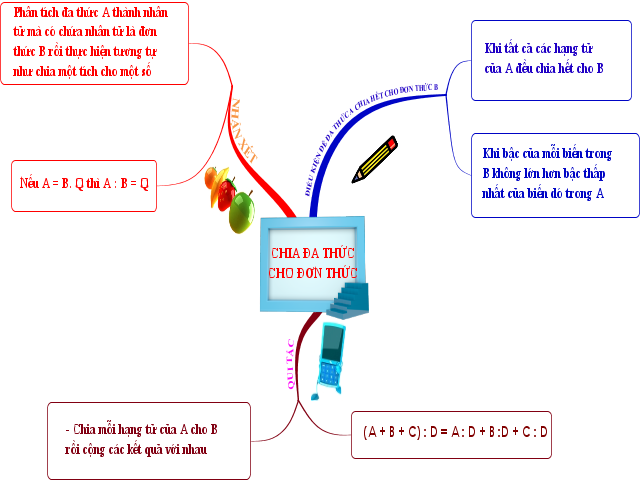 Phân tích đa thức A thành nhân
tử mà có chứa nhân tử là đơn
thức B rồi thực hiện tương tự
như chia một tích cho một số
NHẬN XÉT
Nếu A = B. Q thì A : B = Q
ĐIỀU KIỆN ĐỂ ĐA THỨC A CHIA HẾT CHO ĐƠN THỨC B
Khi tất cả các hạng tử
của A đều chia hết cho B
Khi bậc của mỗi biến trong
B không lớn hơn bậc thấp
nhất của biến dó trong A
CHIA ĐA THỨC
CHO ĐƠN THỨC
QUI TẮC
- Chia mỗi hạng tử của A cho B
rồi cộng các kết quả với nhau
(A + B + C) : D = A : D + B :D + C : D